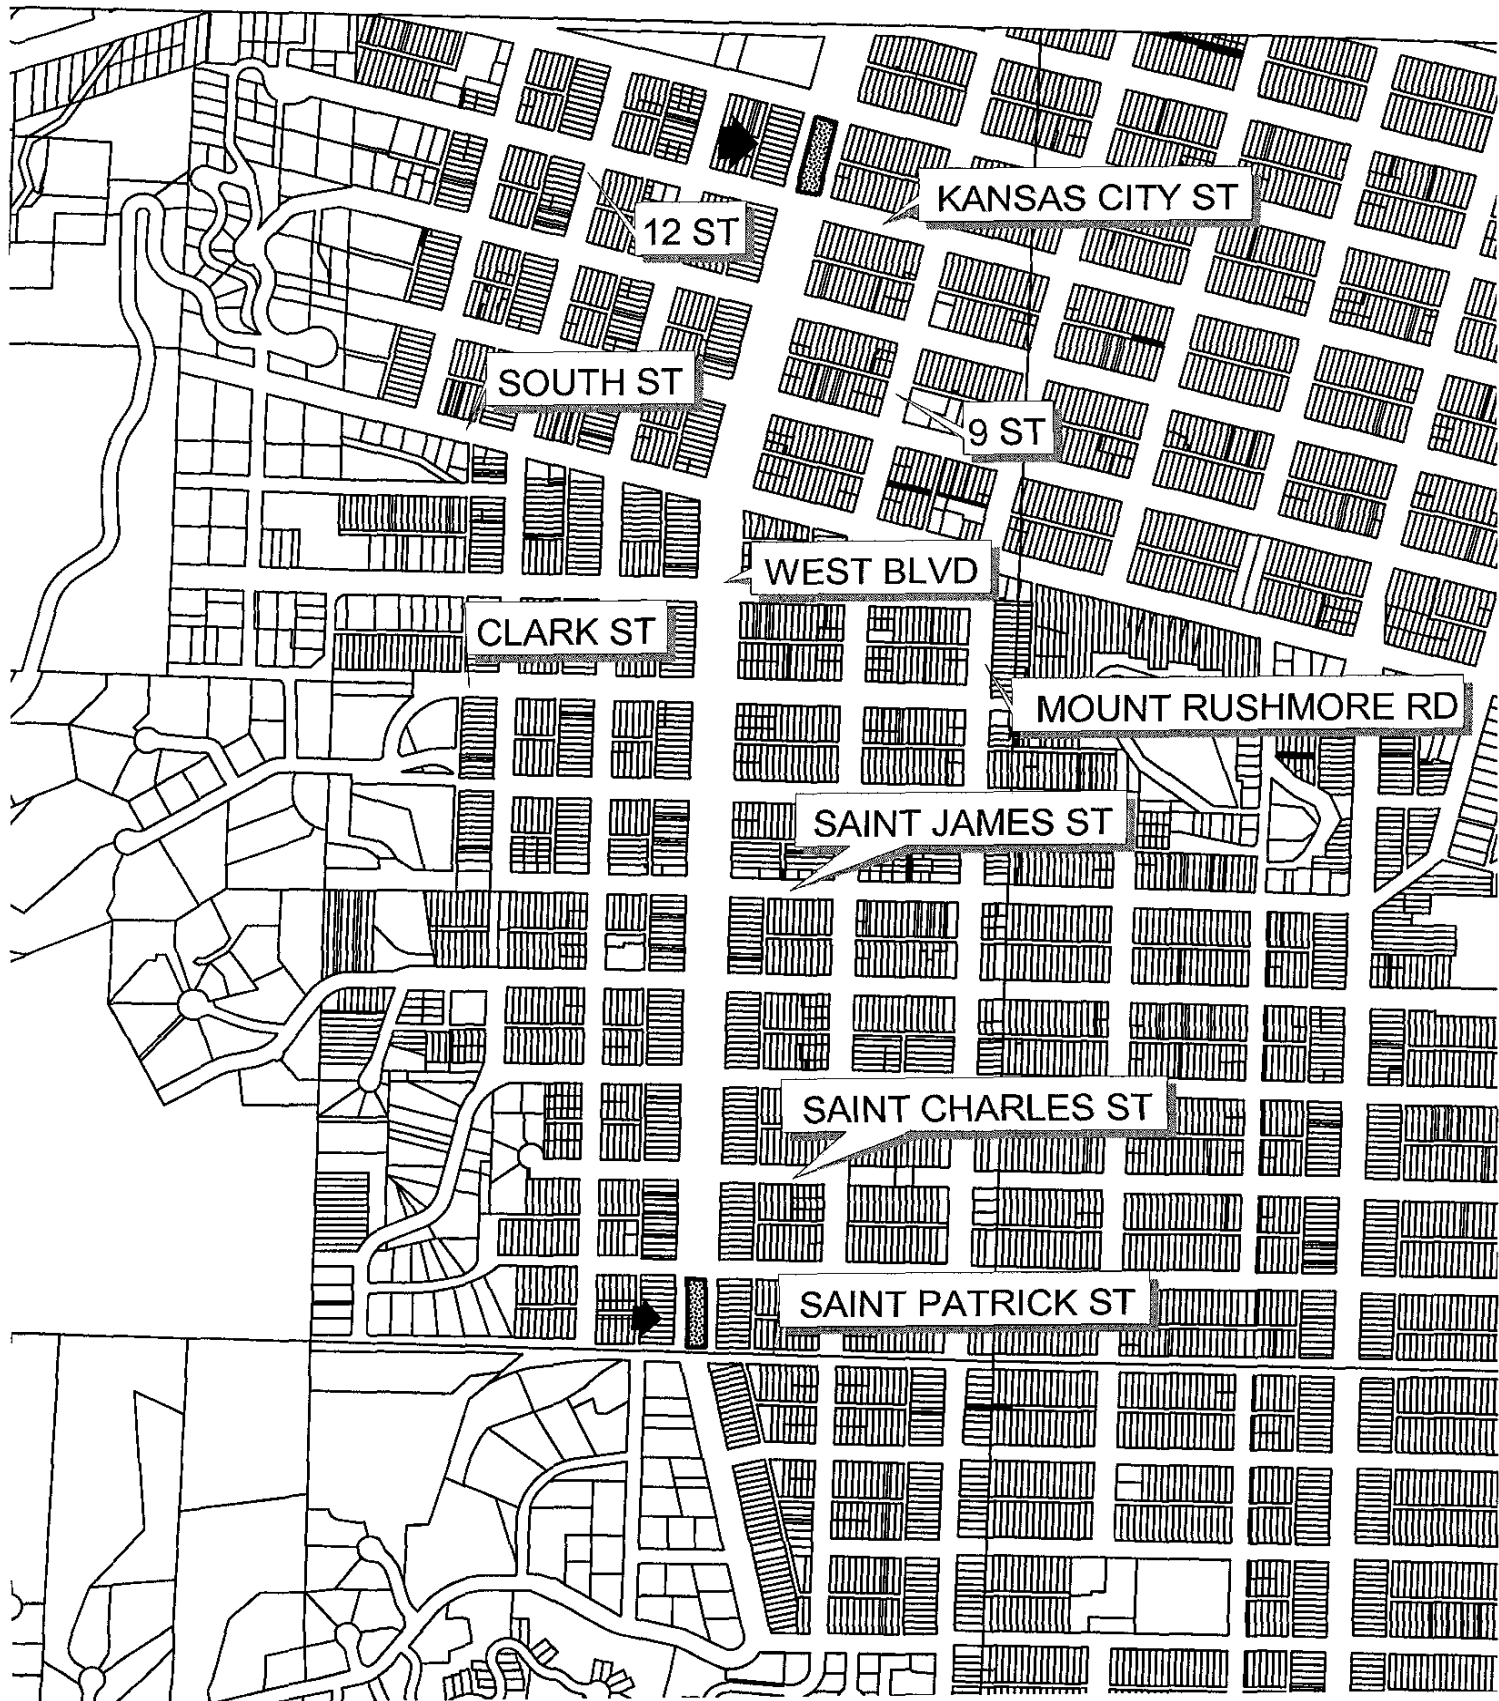 KANSAS CITY ST
12 ST
SOUTH ST
9 ST
WEST BLVD
CLARK ST
MOUNT RUSHMORE RD
SAINT JAMES ST
SAINT CHARLES ST
SAINT PATRICK ST